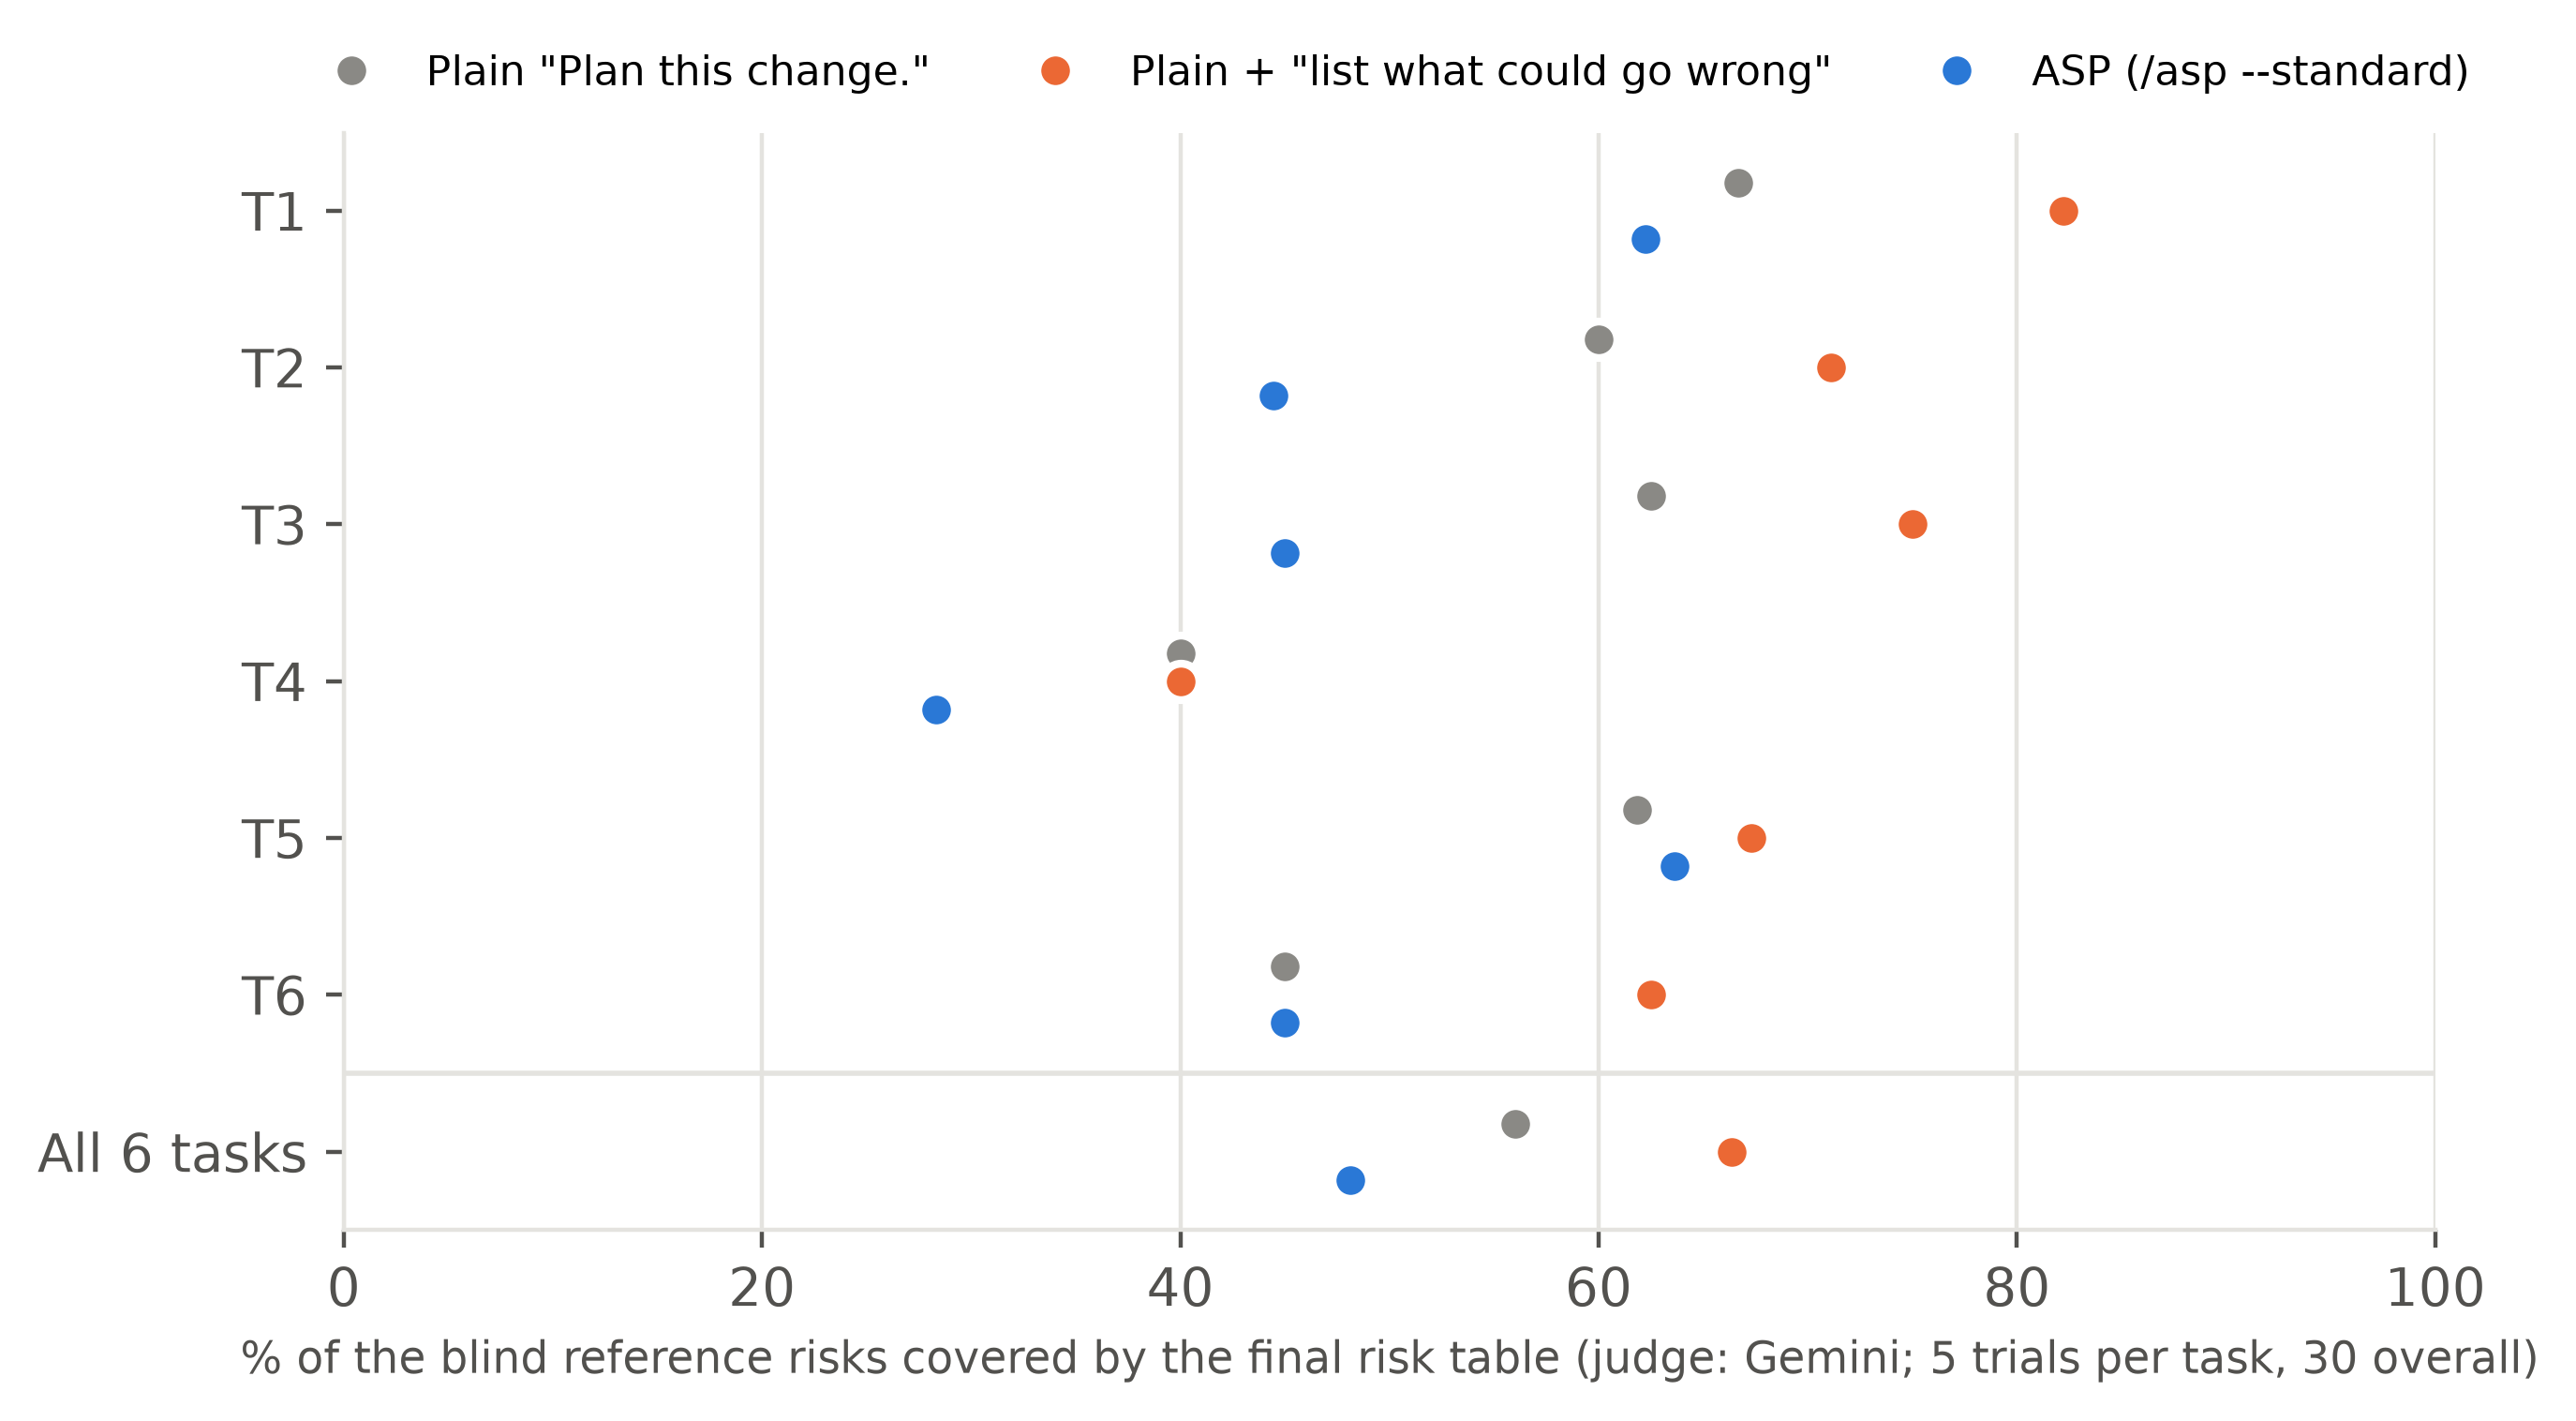 Plain "Plan this change." Plain + "list what could go wrong" ASP (/asp --standard)
T1
T2
T3
T4
T5
T6
All 6 tasks
0 20 40 60 80 100
% of the blind reference risks covered by the final risk table (judge: Gemini; 5 trials per task, 30 overall)